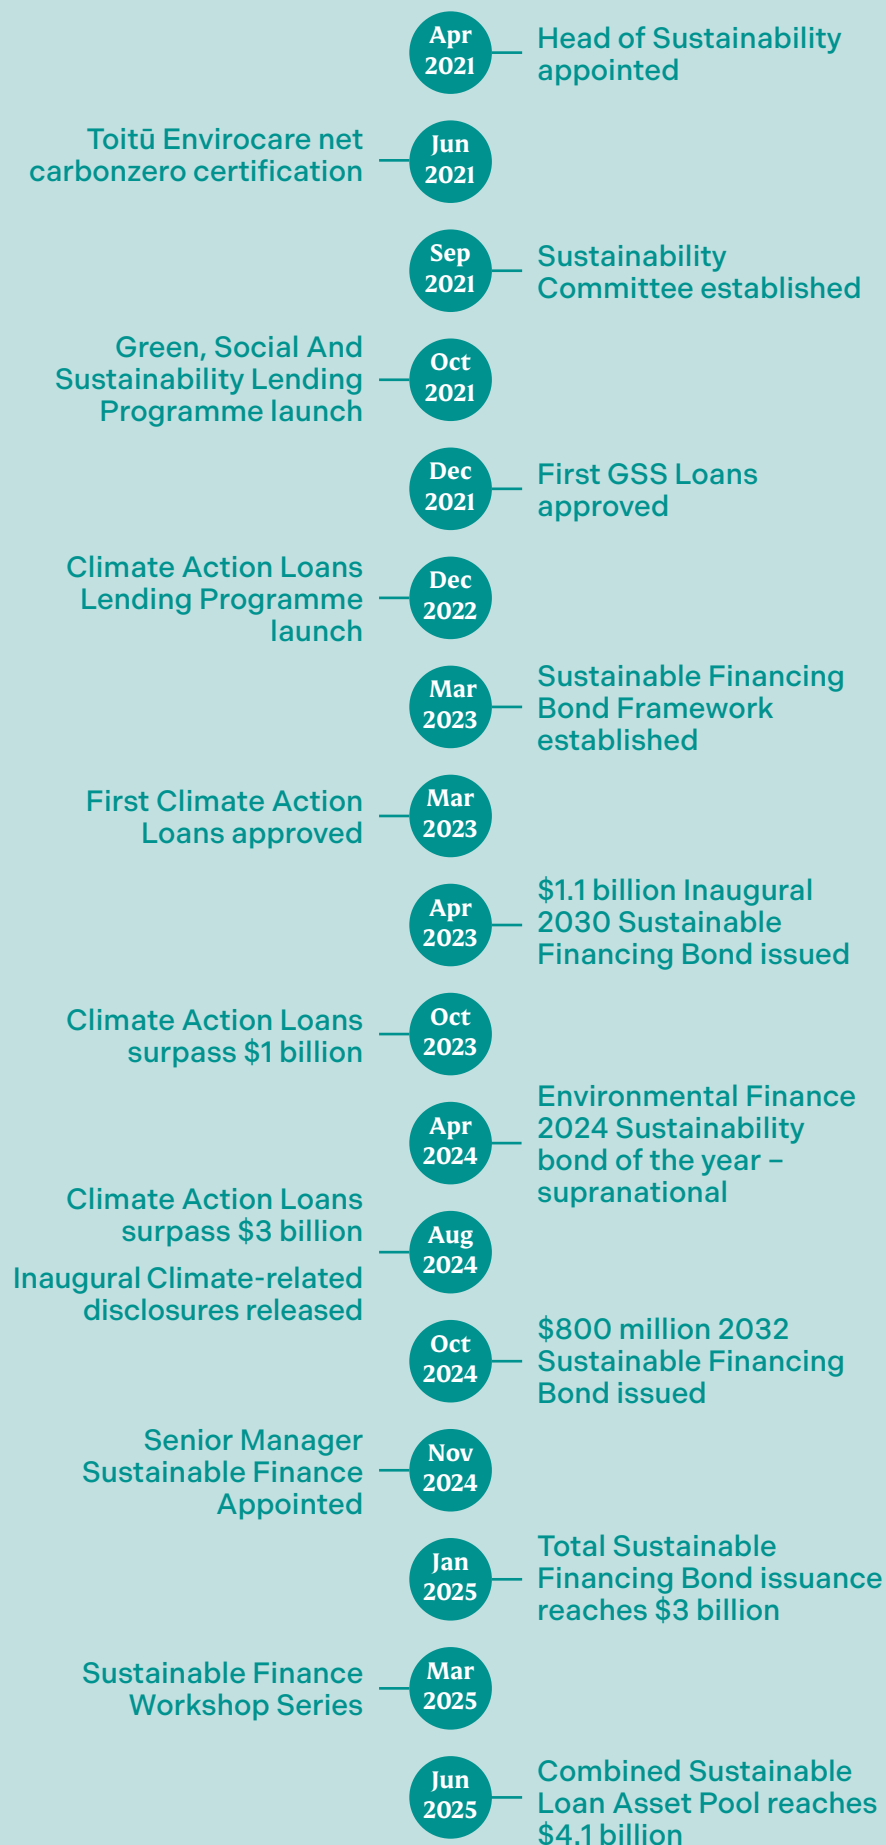 Apr
2021
Head of Sustainability
appointed
Toitū Envirocare net
carbonzero certification
Jun
2021
Sep
2021
Sustainability
Committee established
Green, Social And
Sustainability Lending
Programme launch
Oct
2021
Dec
2021
First GSS Loans
approved
Climate Action Loans
Lending Programme
launch
Dec
2022
Mar
2023
Sustainable Financing
Bond Framework
established
First Climate Action
Loans approved
Mar
2023
Apr
2023
$1.1 billion Inaugural
2030 Sustainable
Financing Bond issued
Climate Action Loans
surpass $1 billion
Oct
2023
Apr
2024
Environmental Finance
2024 Sustainability
bond of the year –
supranational
Climate Action Loans
surpass $3 billion
Inaugural Climate-related
disclosures released
Aug
2024
Oct
2024
$800 million 2032
Sustainable Financing
Bond issued
Senior Manager
Sustainable Finance
Appointed
Nov
2024
Jan
2025
Total Sustainable
Financing Bond issuance
reaches $3 billion
Sustainable Finance
Workshop Series
Mar
2025
Jun
2025
Combined Sustainable
Loan Asset Pool reaches
$4.1 billion